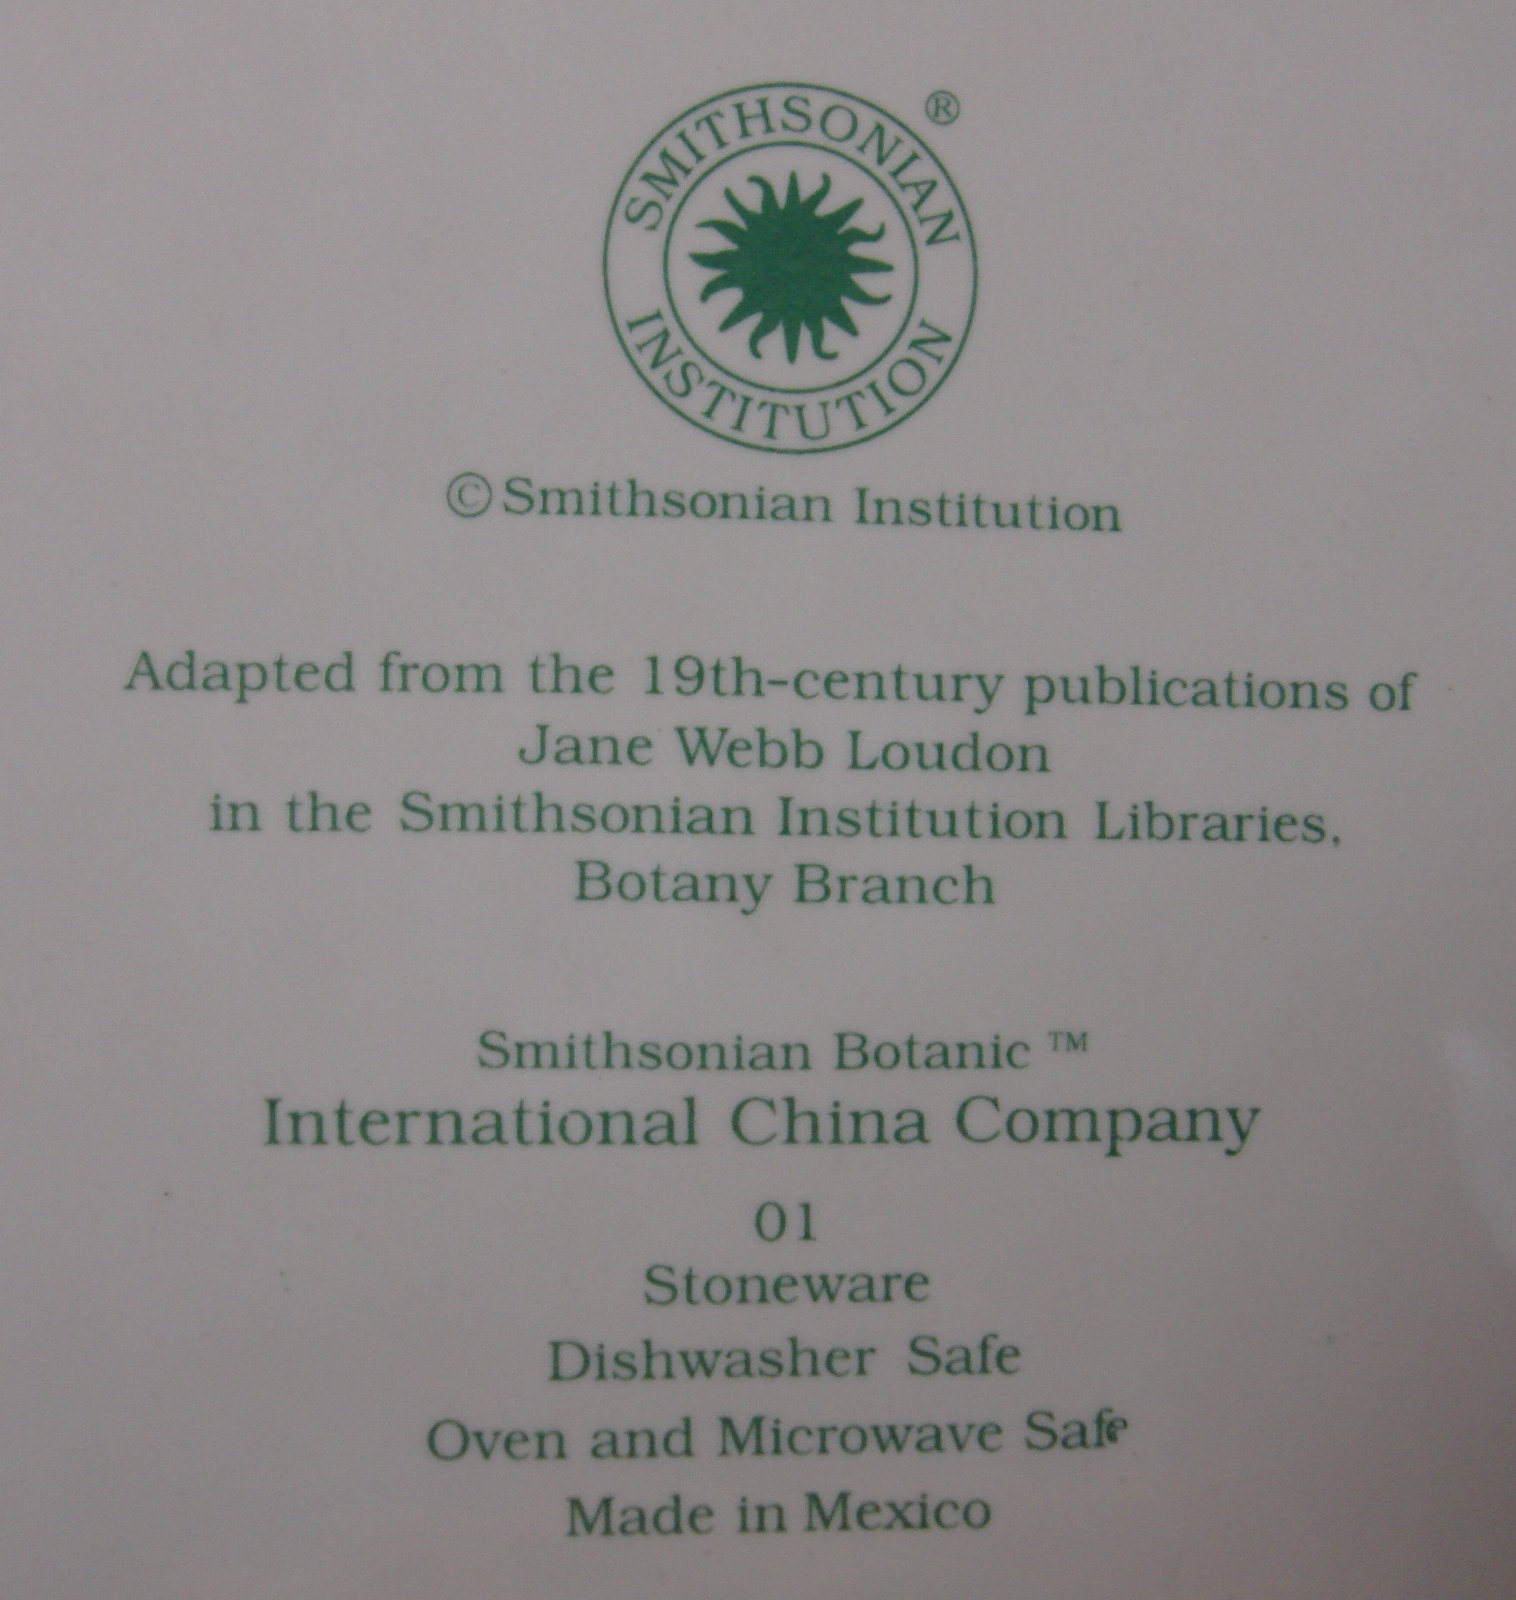 SMITHSONIAN ®
INSTITUTION
© Smithsonian Institution
Adapted from the 19th-century publications of
Jane Webb Loudon
in the Smithsonian Institution Libraries,
Botany Branch
Smithsonian Botanic ™
International China Company
01
Stoneware
Dishwasher Safe
Oven and Microwave Safe
Made in Mexico